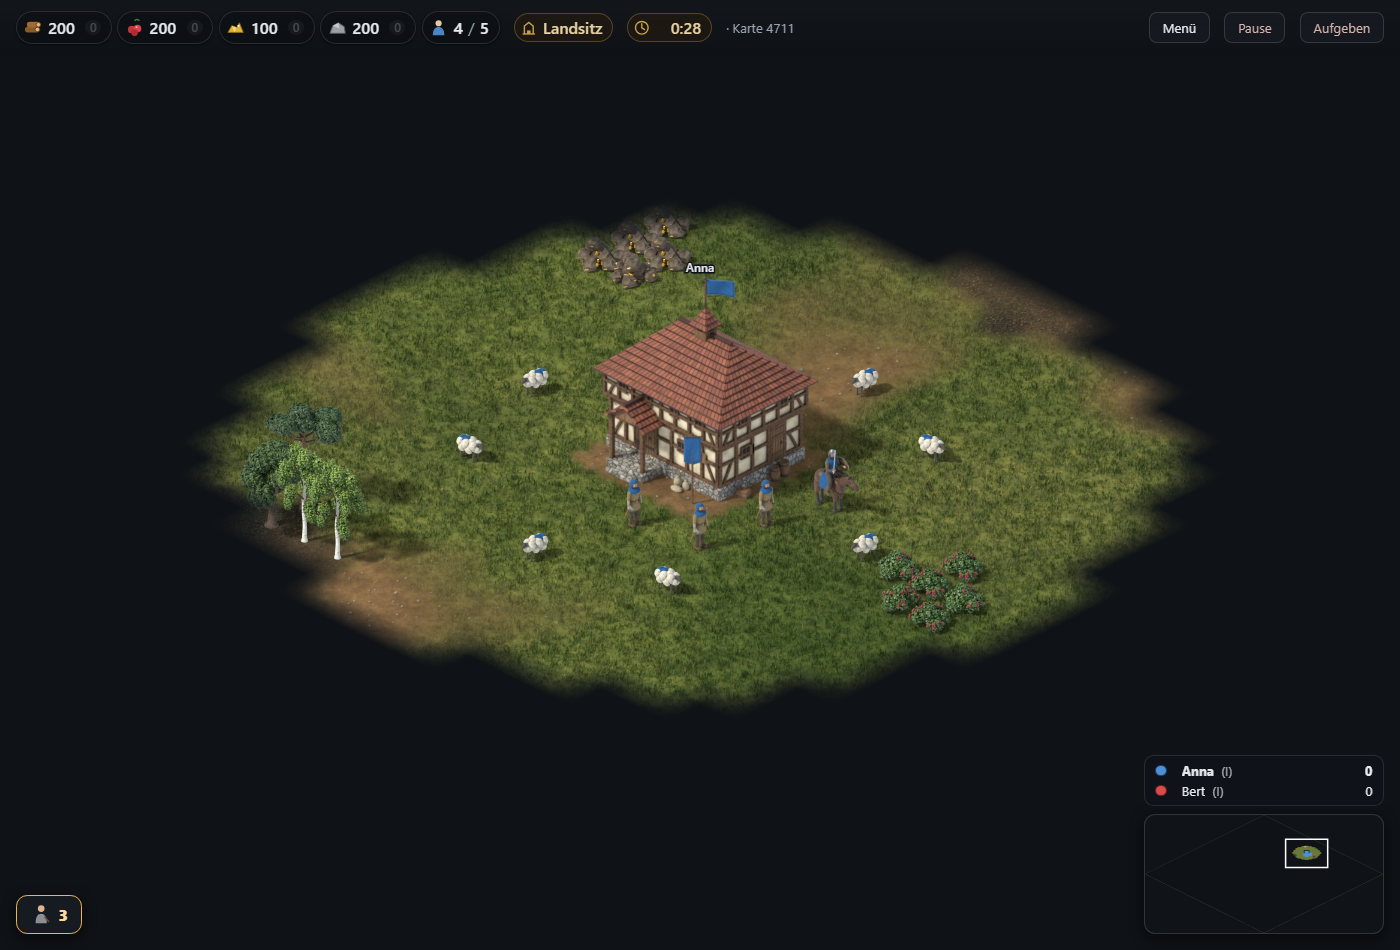 200 0 200 0 100 0 200 0 4 / 5 Landsitz 0:28 · Karte 4711 Menü Pause Aufgeben
Anna
Anna (I) 0
Bert (I) 0
3